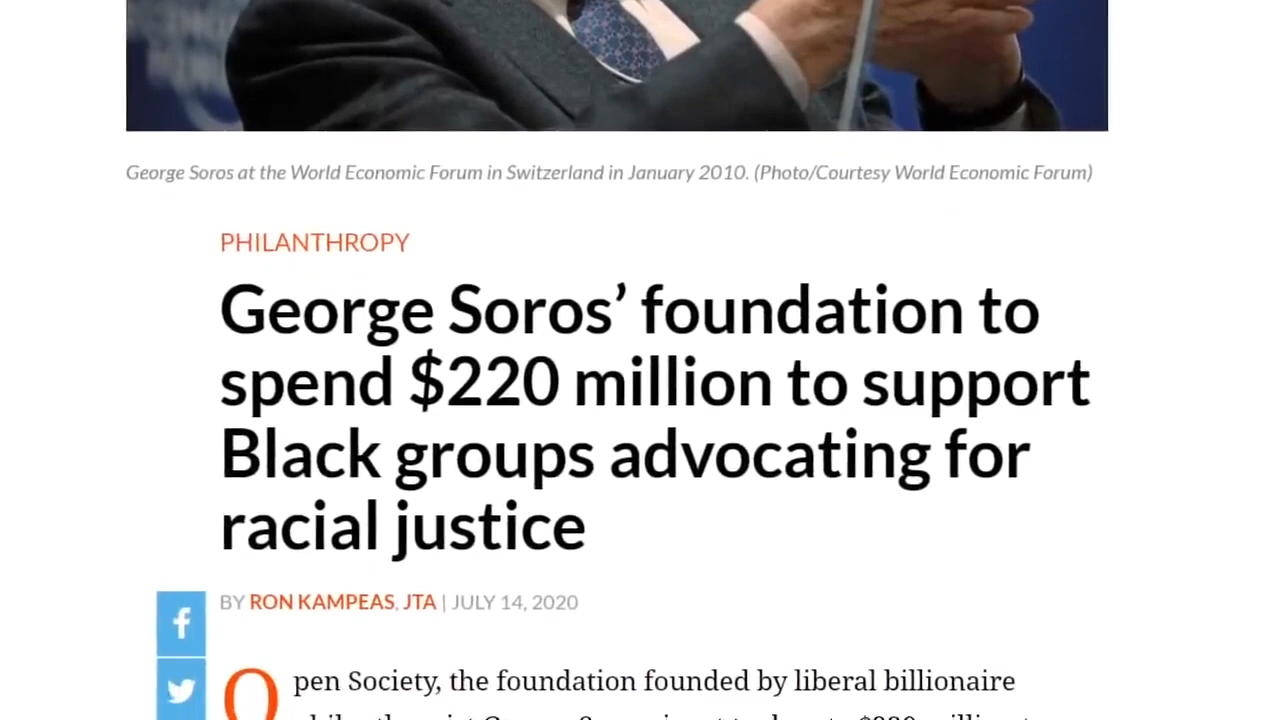 George Soros at the World Economic Forum in Switzerland in January 2010. (Photo/Courtesy World Economic Forum)
PHILANTHROPY
George Soros’ foundation to
spend $220 million to support
Black groups advocating for
racial justice
BY RON KAMPEAS, JTA | JULY 14, 2020
Open Society, the foundation founded by liberal billionaire